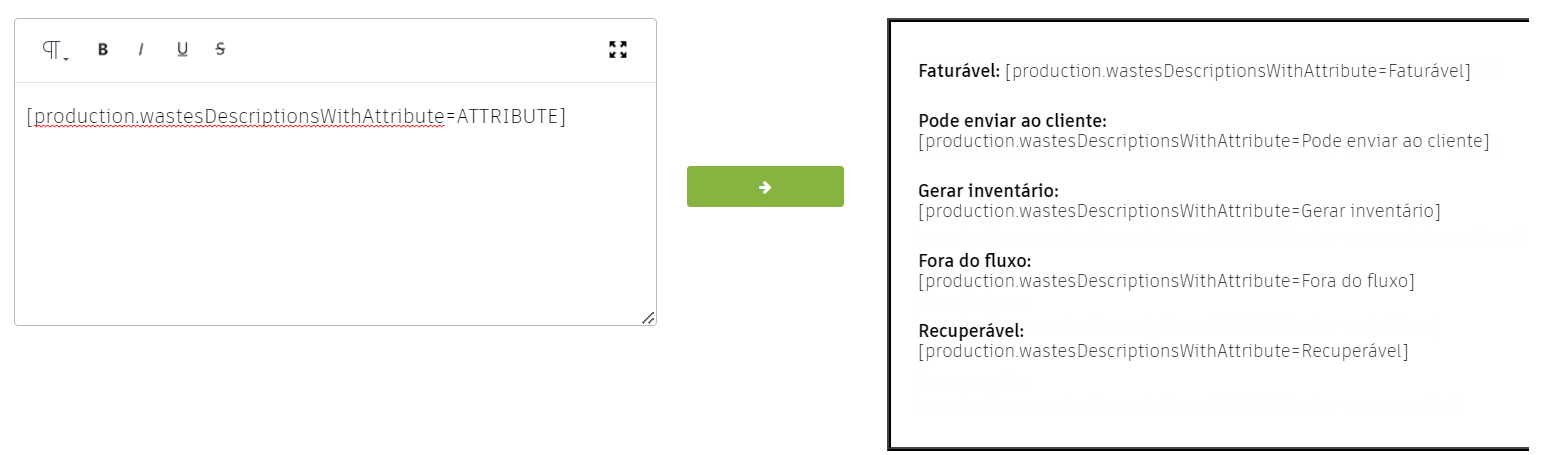 B I U S
[production.wastesDescriptionsWithAttribute=ATTRIBUTE]
Faturável: [production.wastesDescriptionsWithAttribute=Faturável]
Pode enviar ao cliente:
[production.wastesDescriptionsWithAttribute=Pode enviar ao cliente]
Gerar inventário:
[production.wastesDescriptionsWithAttribute=Gerar inventário]
Fora do fluxo:
[production.wastesDescriptionsWithAttribute=Fora do fluxo]
Recuperável:
[production.wastesDescriptionsWithAttribute=Recuperável]